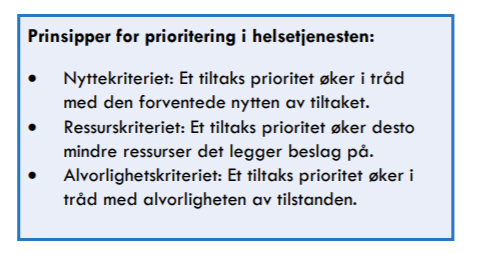 Prinsipper for prioritering i helsetjenesten:
• Nyttekriteriet: Et tiltaks prioritet øker i tråd
med den forventede nytten av tiltaket.
• Ressurskriteriet: Et tiltaks prioritet øker desto
mindre ressurser det legger beslag på.
• Alvorlighetskriteriet: Et tiltaks prioritet øker i
tråd med alvorligheten av tilstanden.